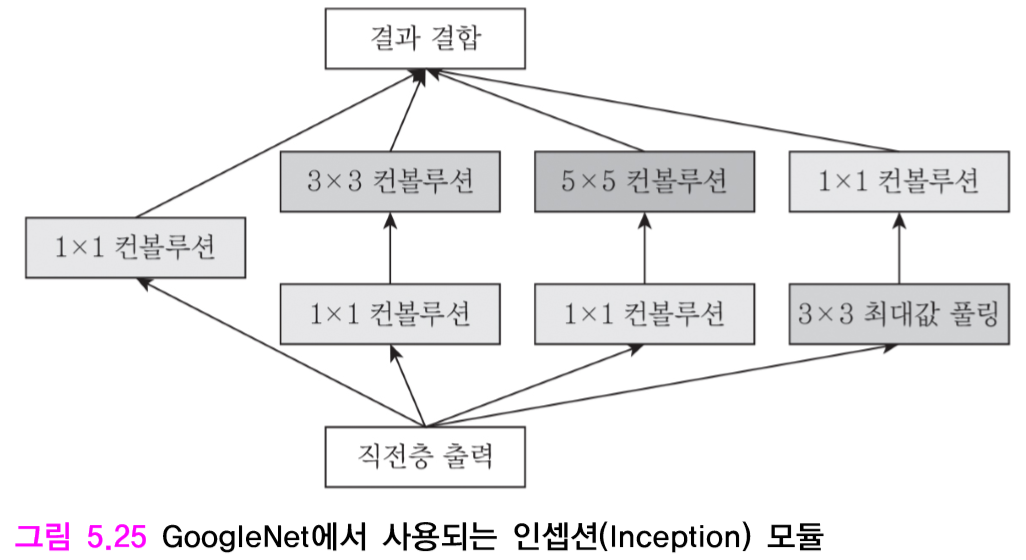 결과 결합
3×3 컨볼루션
5×5 컨볼루션
1×1 컨볼루션
1×1 컨볼루션
1×1 컨볼루션
1×1 컨볼루션
3×3 최대값 풀링
직전층 출력
그림 5.25 GoogleNet에서 사용되는 인셉션(Inception) 모듈